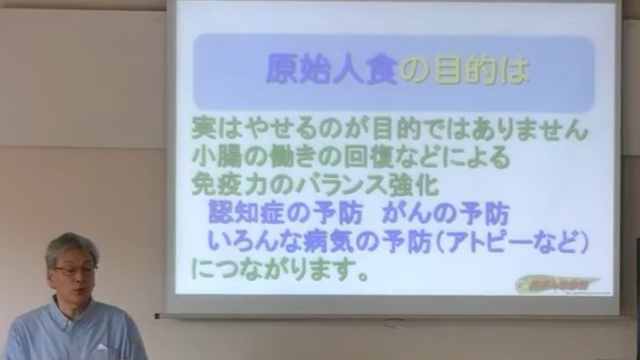 原始人食の目的は
実はやせるのが目的ではありません
小腸の働きの回復などによる
免疫力のバランス強化
認知症の予防 がんの予防
いろんな病気の予防(アトピーなど)
につながります。